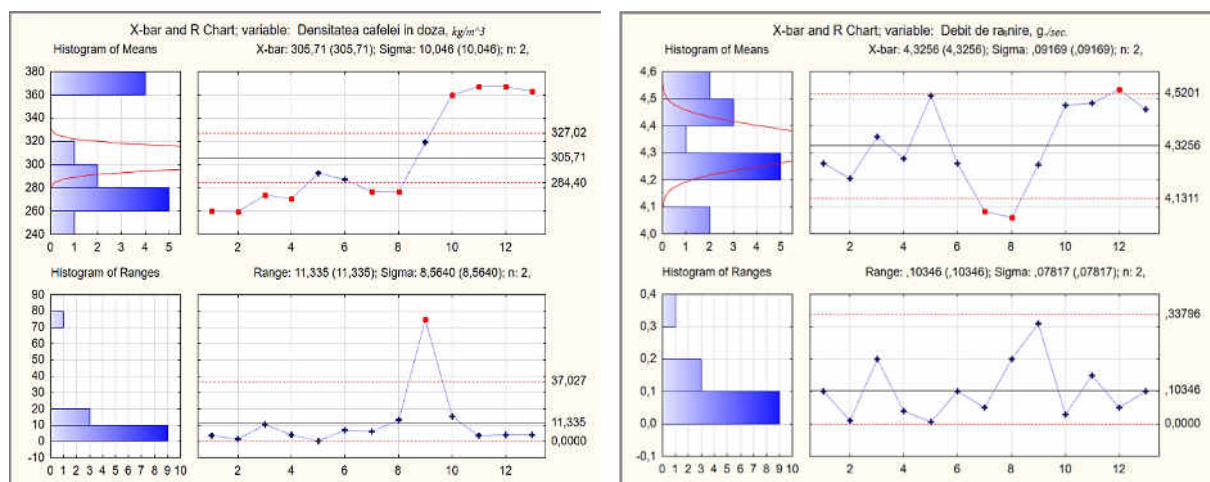 X-bar and R Chart; variable: Densitatea cafelei in doza, kg/m^3
Histogram of Means
X-bar: 305,71 (305,71); Sigma: 10,046 (10,046); n: 2,
380
360
340
320
300
280
260
240
327,02
305,71
284,40
0 1 2 3 4 5
2 4 6 8 10 12
Histogram of Ranges
Range: 11,335 (11,335); Sigma: 8,5640 (8,5640); n: 2,
90
80
70
60
50
40
30
20
10
0
-10
37,027
11,335
0,0000
0 1 2 3 4 5 6 7 8 9 10
2 4 6 8 10 12
X-bar and R Chart; variable: Debit de g./sec.
Histogram of Means
X-bar: 4,3256 (4,3256); Sigma: ,09169 (,09169); n: 2,
4,6
4,5
4,4
4,3
4,2
4,1
4,0
4,5201
4,3256
4,1311
0 1 2 3 4 5
2 4 6 8 10 12
Histogram of Ranges
Range: ,10346 (,10346); Sigma: ,07817 (,07817); n: 2,
0,4
0,3
0,2
0,1
0,0
-0,1
,33796
,10346
0,0000
0 1 2 3 4 5 6 7 8 9 10
2 4 6 8 10 12